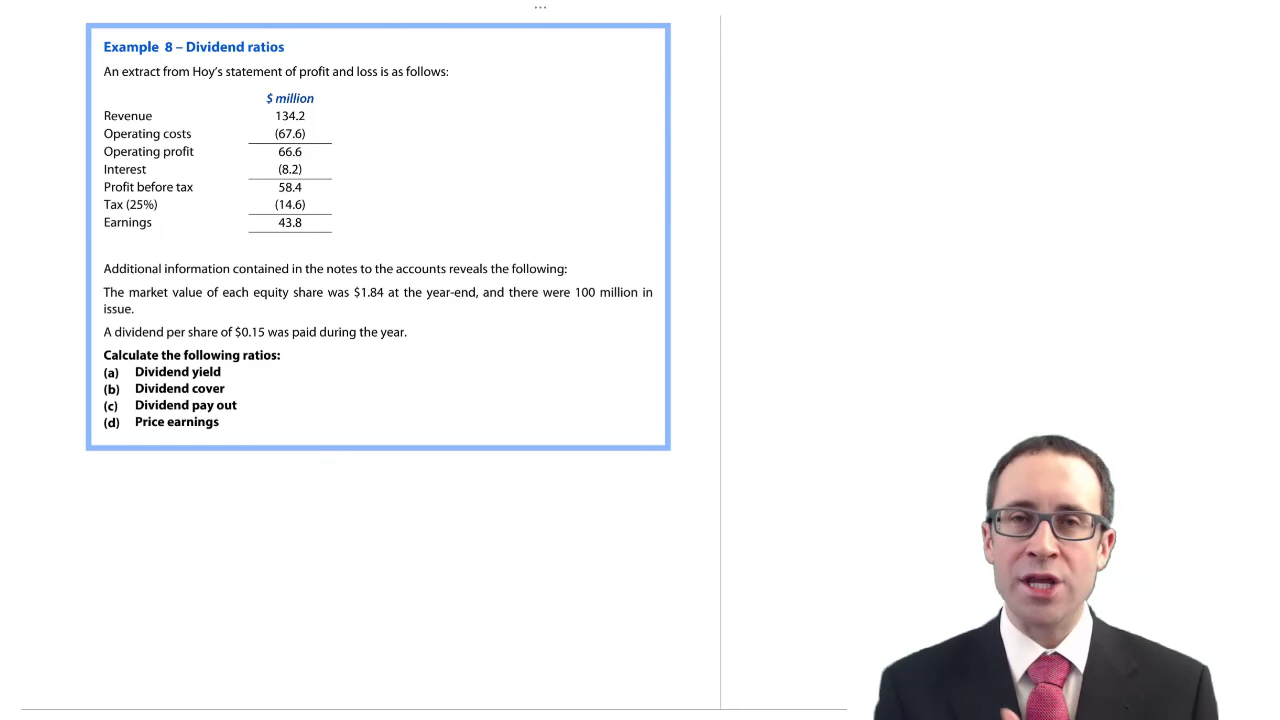 Example 8 – Dividend ratios
An extract from Hoy's statement of profit and loss is as follows:
$ million
Revenue 134.2
Operating costs (67.6)
Operating profit 66.6
Interest (8.2)
Profit before tax 58.4
Tax (25%) (14.6)
Earnings 43.8
Additional information contained in the notes to the accounts reveals the following:
The market value of each equity share was $1.84 at the year-end, and there were 100 million in
issue.
A dividend per share of $0.15 was paid during the year.
Calculate the following ratios:
(a) Dividend yield
(b) Dividend cover
(c) Dividend pay out
(d) Price earnings